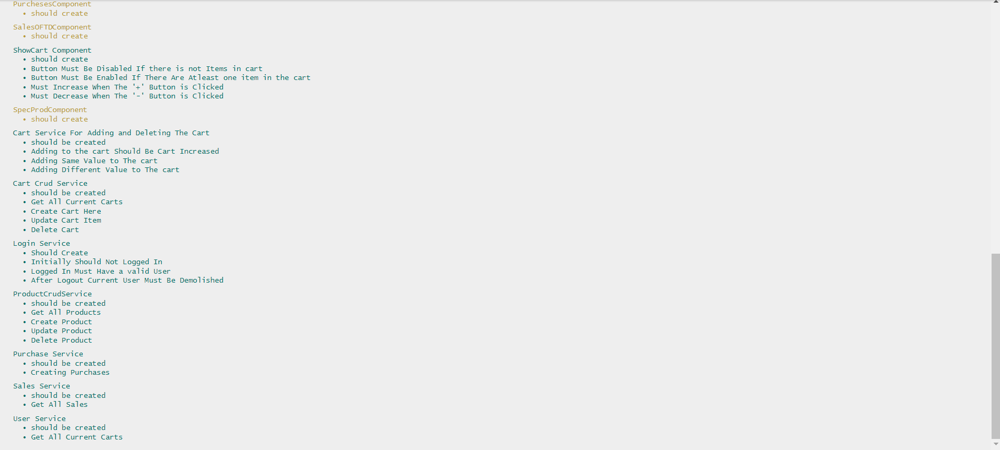 PurchesesComponent
• should create
SalesOFTDComponent
• should create
ShowCart Component
• should create
• Button Must Be Disabled If there is not Items in cart
• Button Must Be Enabled If There Are Atleast one item in the cart
• Must Increase When The '+' Button is Clicked
• Must Decrease When The '-' Button is Clicked
SpecProdComponent
• should create
Cart Service For Adding and Deleting The Cart
• should be created
• Adding to the cart Should Be Cart Increased
• Adding Same Value to The cart
• Adding Different Value to The cart
Cart Crud Service
• should be created
• Get All Current Carts
• Create Cart Here
• Update Cart Item
• Delete Cart
Login Service
• Should Create
• Initially Should Not Logged In
• Logged In Must Have a valid User
• After Logout Current User Must Be Demolished
ProductCrudService
• should be created
• Get All Products
• Create Product
• Update Product
• Delete Product
Purchase Service
• should be created
• Creating Purchases
Sales Service
• should be created
• Get All Sales
User Service
• should be created
• Get All Current Carts